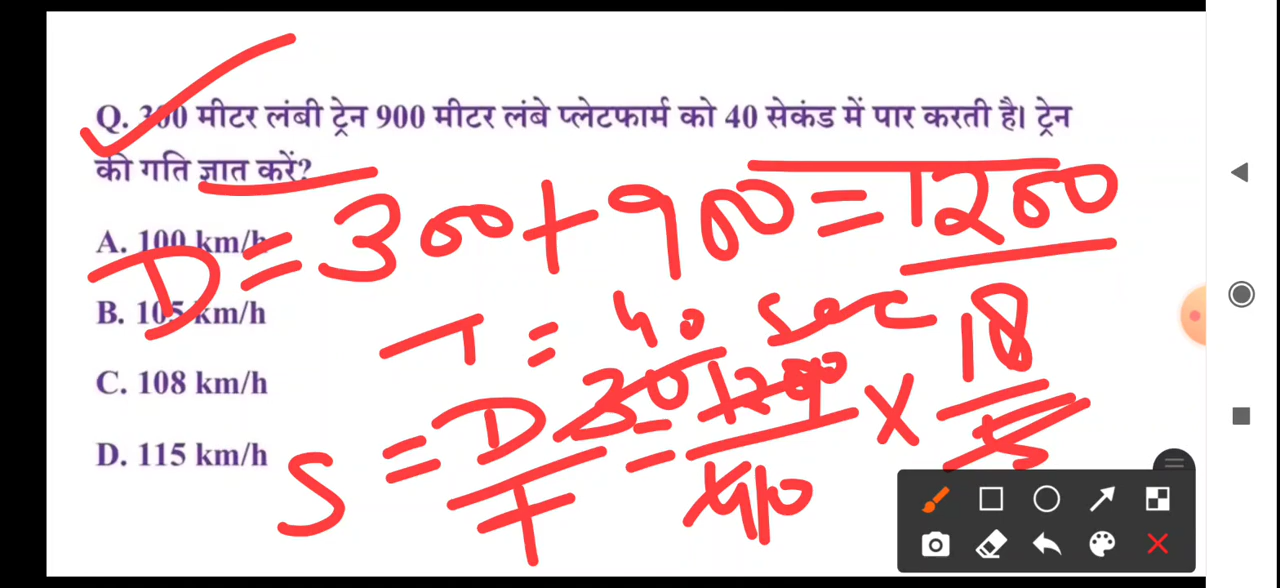 Q. 300 मीटर लंबी ट्रेन 900 मीटर लंबे प्लेटफार्म को 40 सेकंड में पार करती है। ट्रेन
की गति ज्ञात करें?
D = 300 + 900 = 1200
A. 100 km/h
B. 105 km/h
T = 40 sec
C. 108 km/h
S = D/T = 30 1200/40 × 18/5
D. 115 km/h